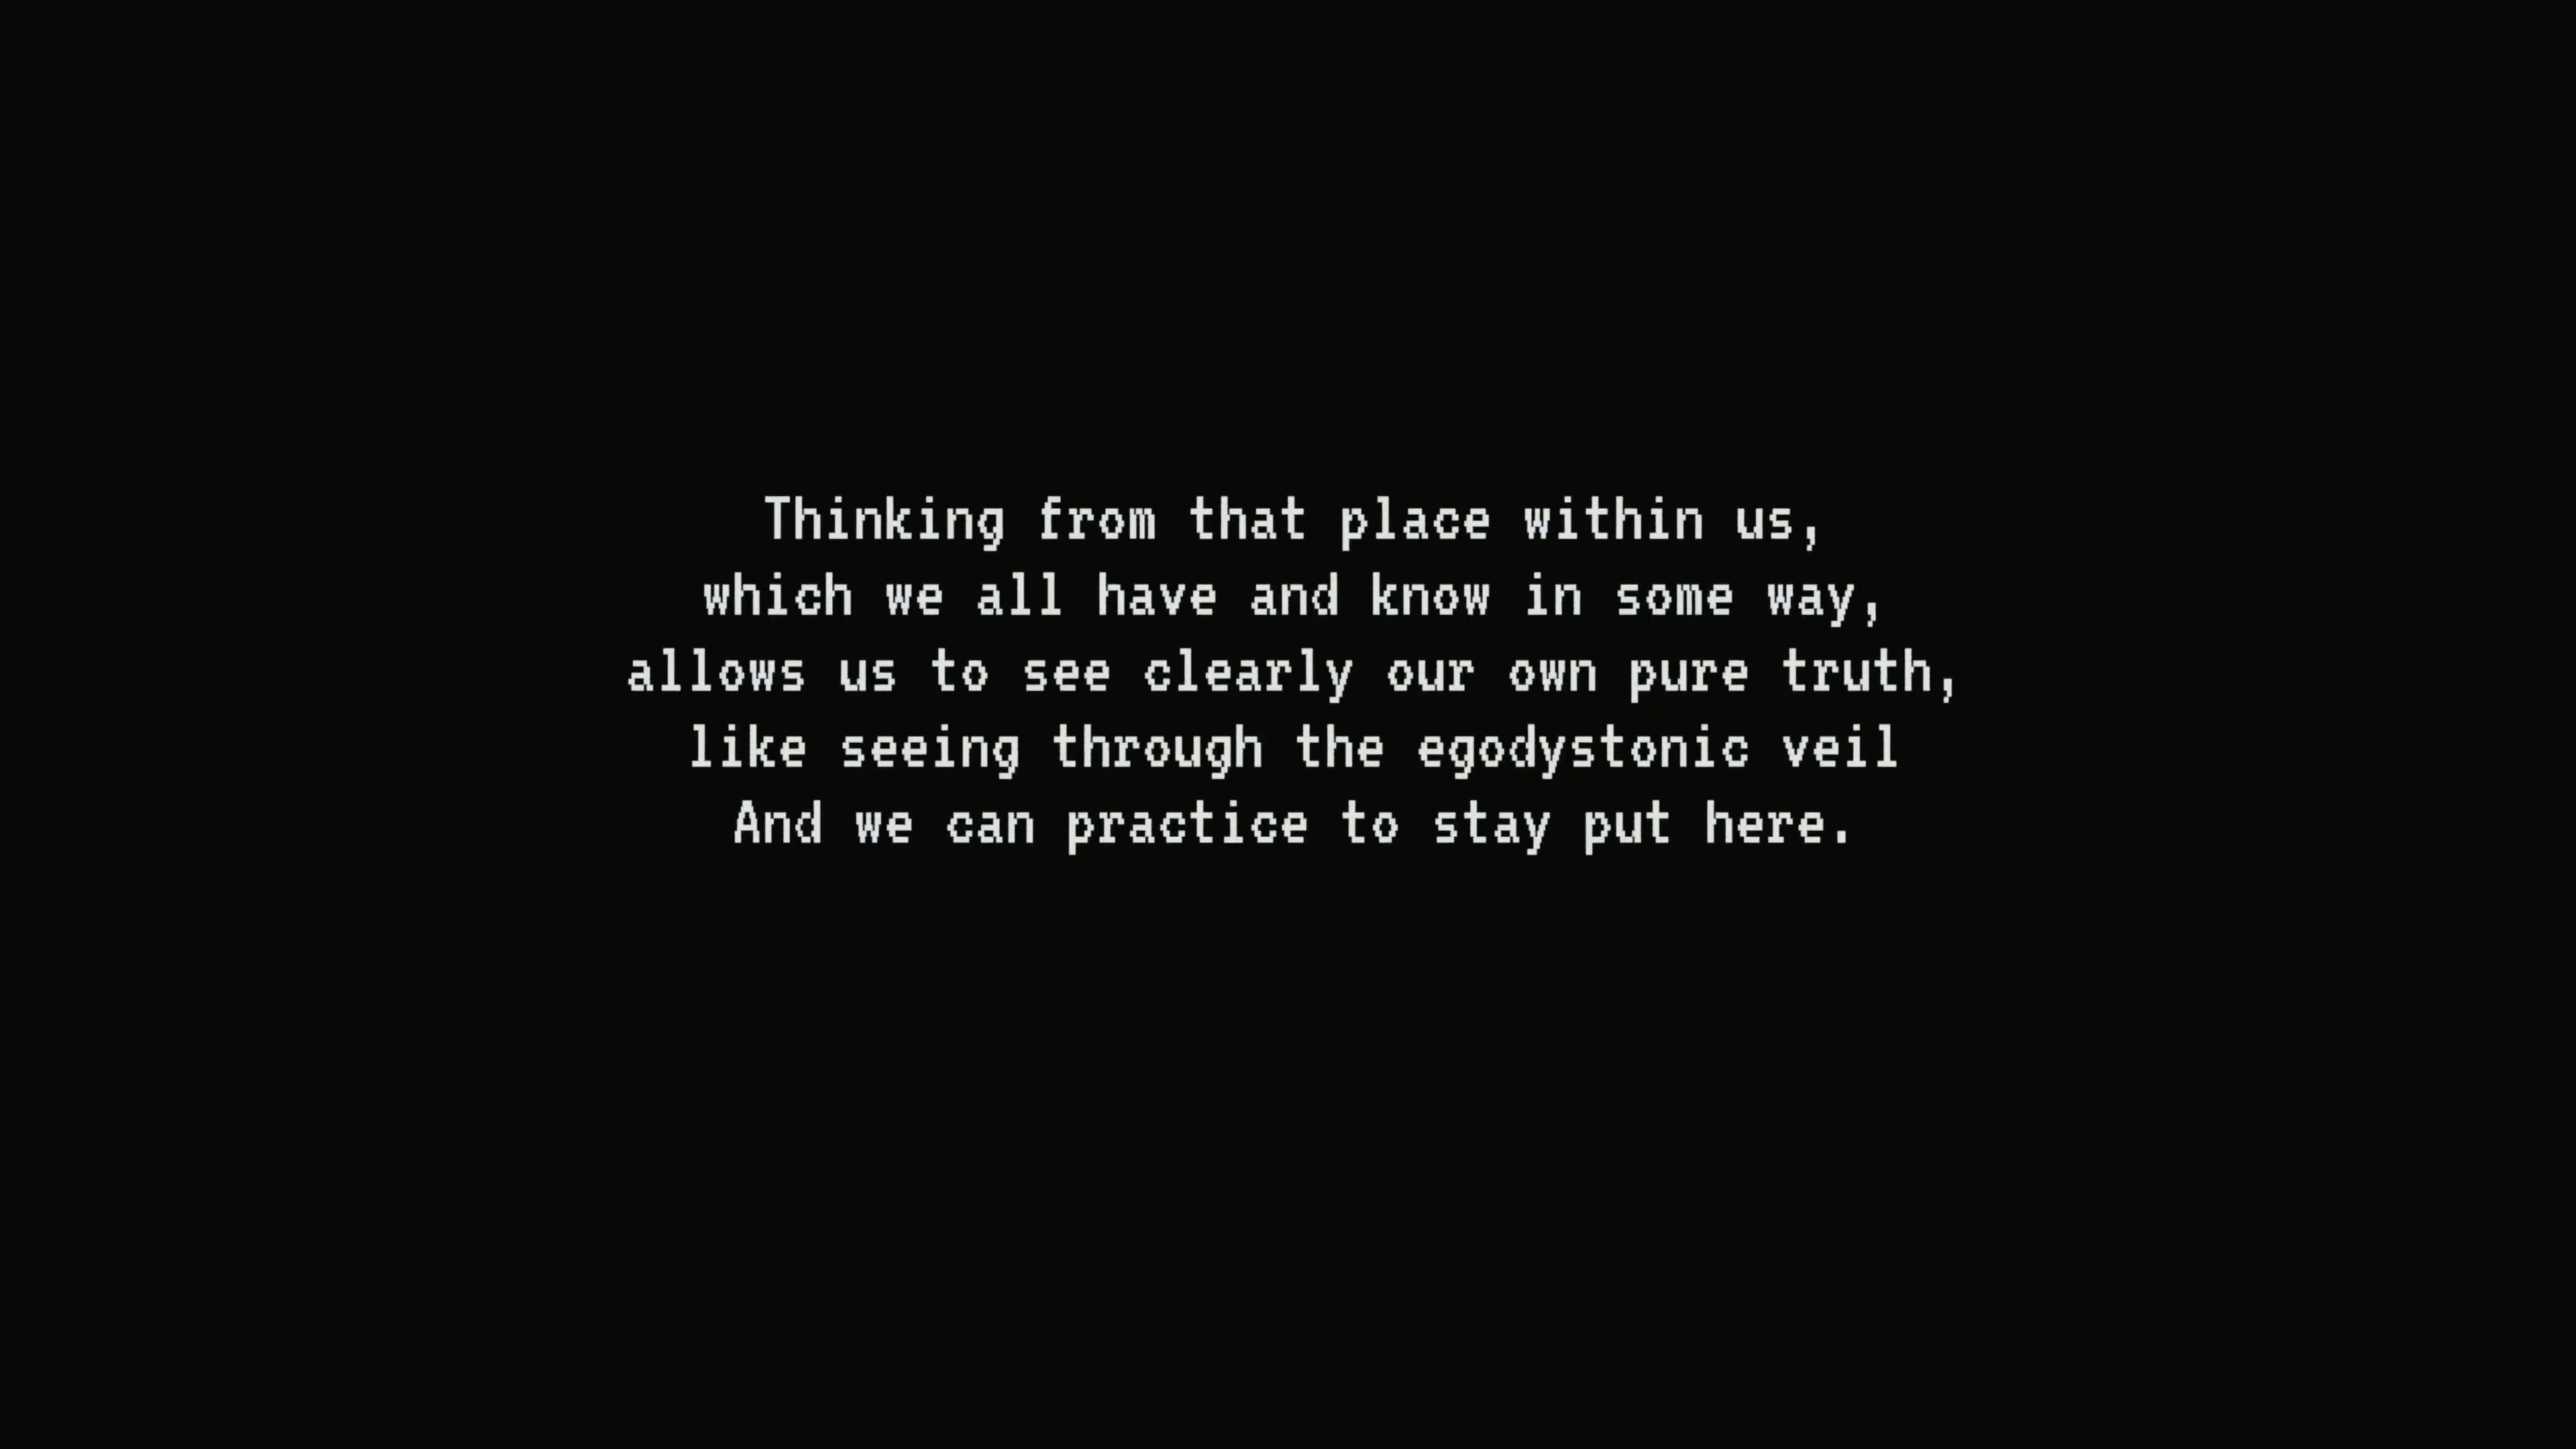 Thinking from that place within us,
which we all have and know in some way,
allows us to see clearly our own pure truth,
like seeing through the egodystonic veil
And we can practice to stay put here.